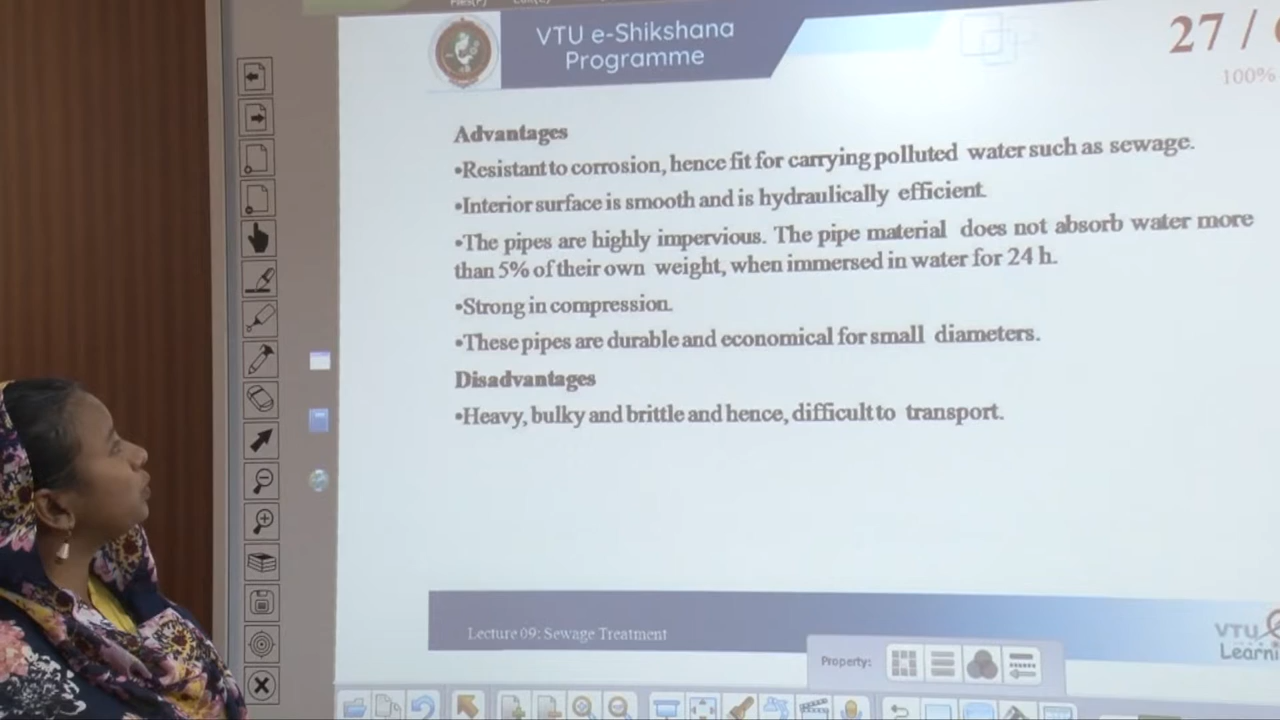 VTU e-Shikshana
Programme
27 /
100%
Advantages
•Resistant to corrosion, hence fit for carrying polluted water such as sewage.
•Interior surface is smooth and is hydraulically efficient.
•The pipes are highly impervious. The pipe material does not absorb water more
than 5% of their own weight, when immersed in water for 24 h.
•Strong in compression.
•These pipes are durable and economical for small diameters.
Disadvantages
•Heavy, bulky and brittle and hence, difficult to transport.
Lecture 09: Sewage Treatment
VTU
Property: